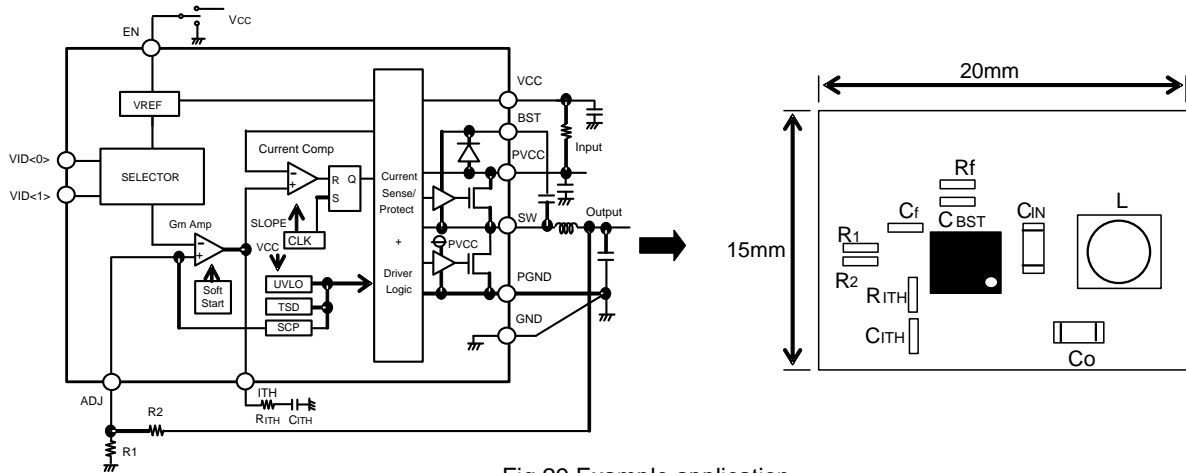 EN
VCC
VREF
VID<0>
VID<1>
SELECTOR
Gm Amp
Soft
Start
Current Comp
SLOPE
CLK
R Q
S
VCC
UVLO
TSD
SCP
Current
Sense/
Protect
+
Driver
Logic
VCC
BST
Input
PVCC
SW
Output
PVCC
PGND
GND
ADJ
ITH
RITH CITH
R2
R1
20mm
15mm
Rf
CBST
Cf
CIN
L
R1
R2
RITH
CITH
Co
Fig.29 Example application